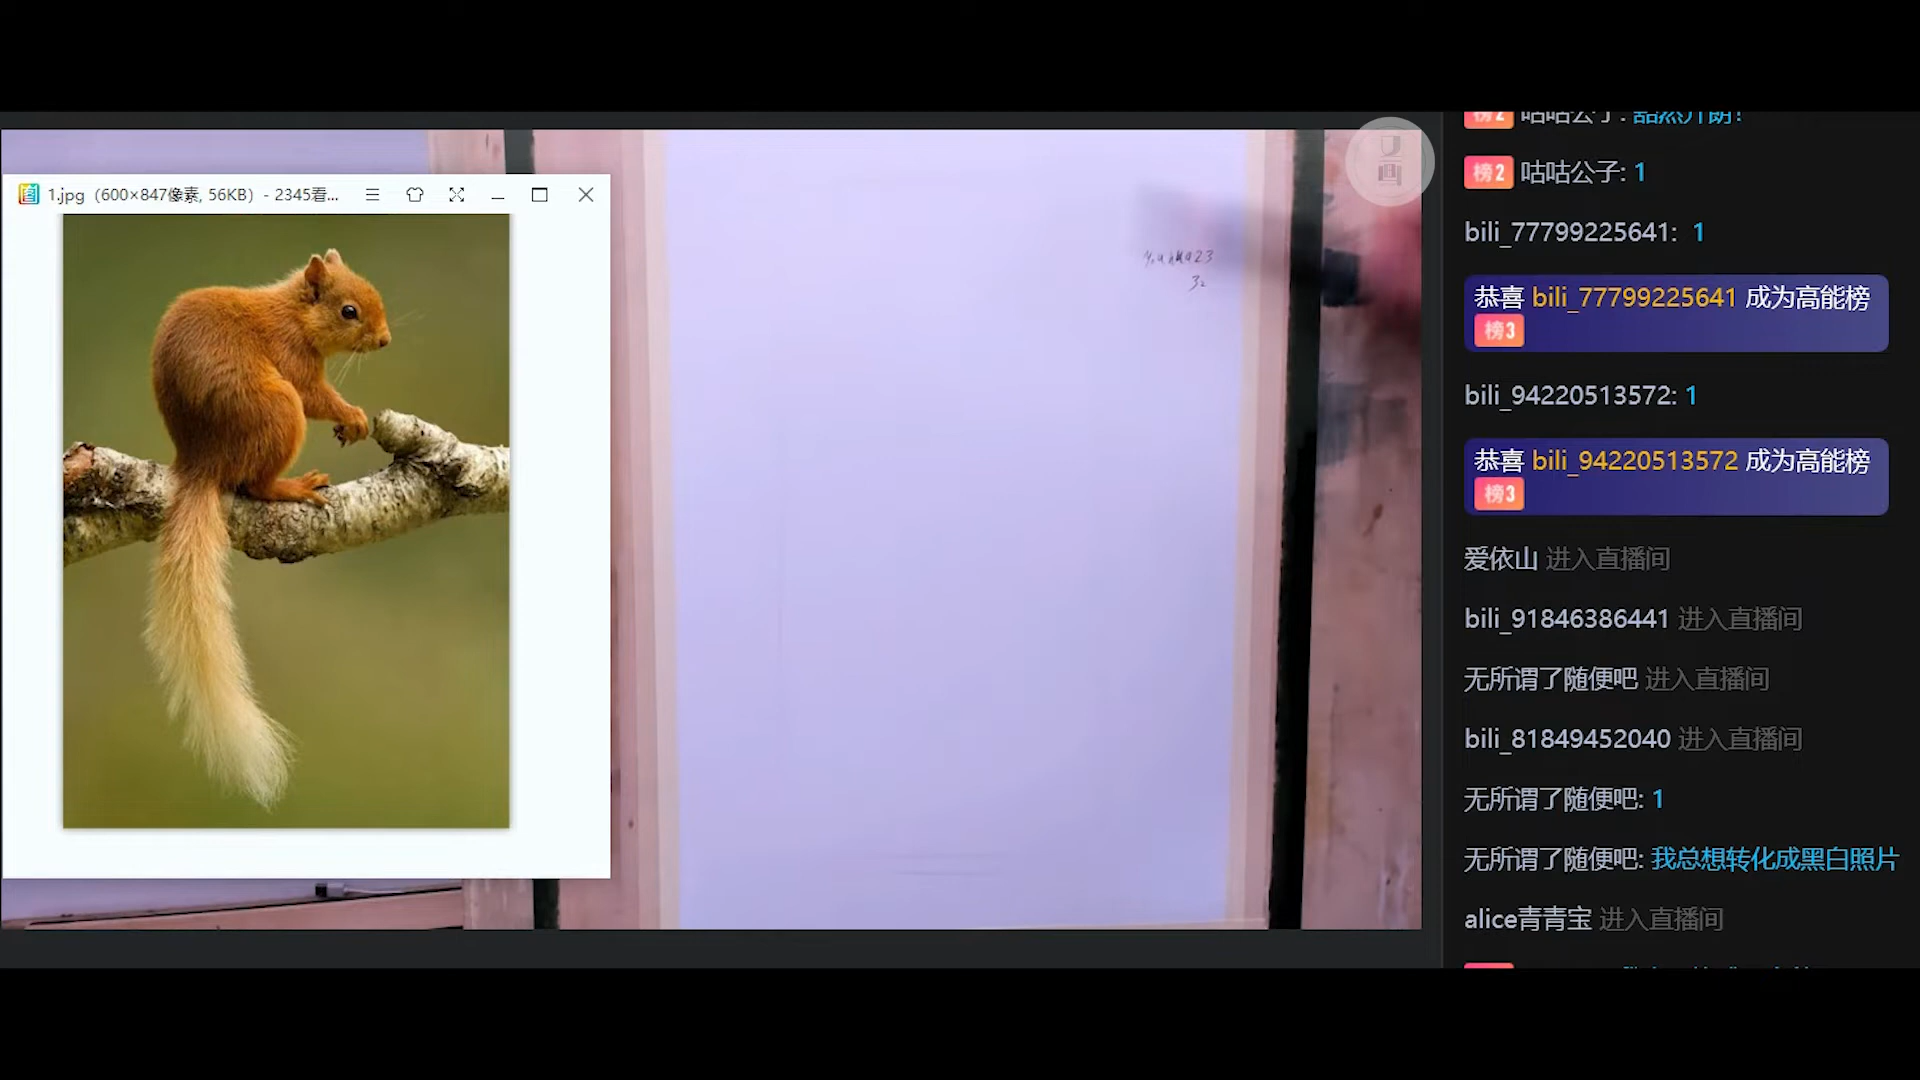 1.jpg（600×847像素, 56KB）- 2345看...
榜2 咕咕公子: 1
bili_77799225641: 1
恭喜 bili_77799225641 成为高能榜
榜3
bili_94220513572: 1
恭喜 bili_94220513572 成为高能榜
榜3
爱依山 进入直播间
bili_91846386441 进入直播间
无所谓了随便吧 进入直播间
bili_81849452040 进入直播间
无所谓了随便吧: 1
无所谓了随便吧: 我总想转化成黑白照片
alice青青宝 进入直播间